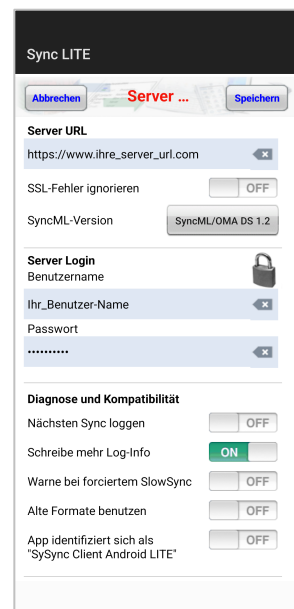 Sync LITE
Abbrechen Server ... Speichern
Server URL
https://www.ihre_server_url.com
SSL-Fehler ignorieren OFF
SyncML-Version SyncML/OMA DS 1.2
Server Login
Benutzername
Ihr_Benutzer-Name
Passwort
••••••••••
Diagnose und Kompatibilität
Nächsten Sync loggen OFF
Schreibe mehr Log-Info ON
Warne bei forciertem SlowSync OFF
Alte Formate benutzen OFF
App identifiziert sich als OFF
"SySync Client Android LITE"